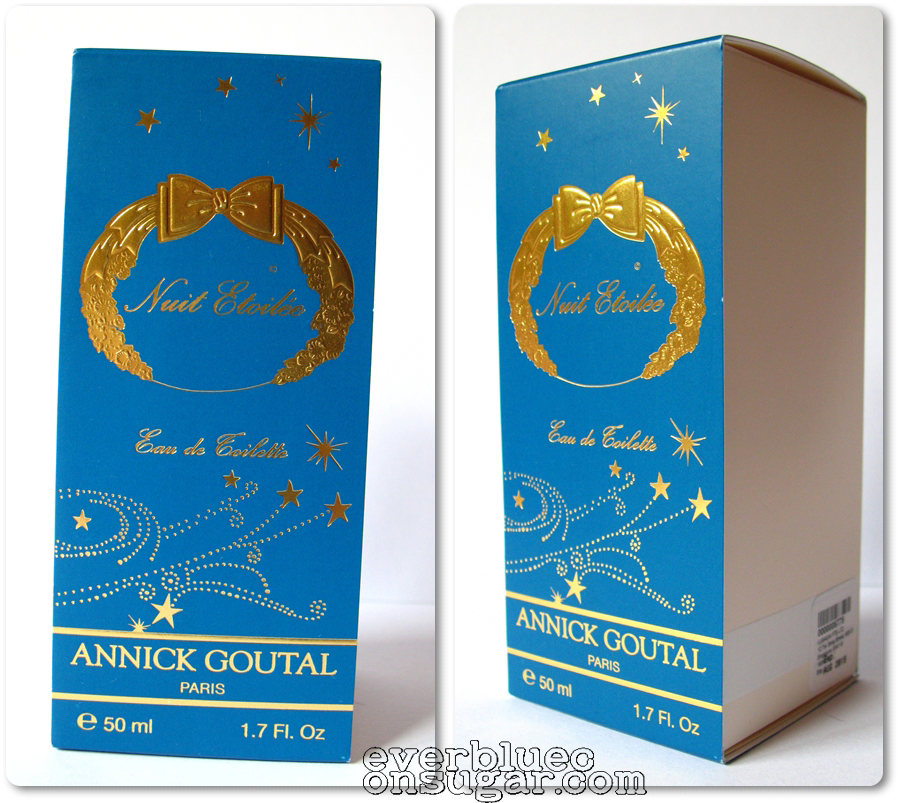 ©
Nuit Etoilée
Eau de Toilette
ANNICK GOUTAL
PARIS
e 50 ml
1.7 Fl. Oz
©
Nuit Etoilée
Eau de Toilette
ANNICK GOUTAL
PARIS
e 50 ml
1.7 Fl. Oz
everbluec
onsugar.com